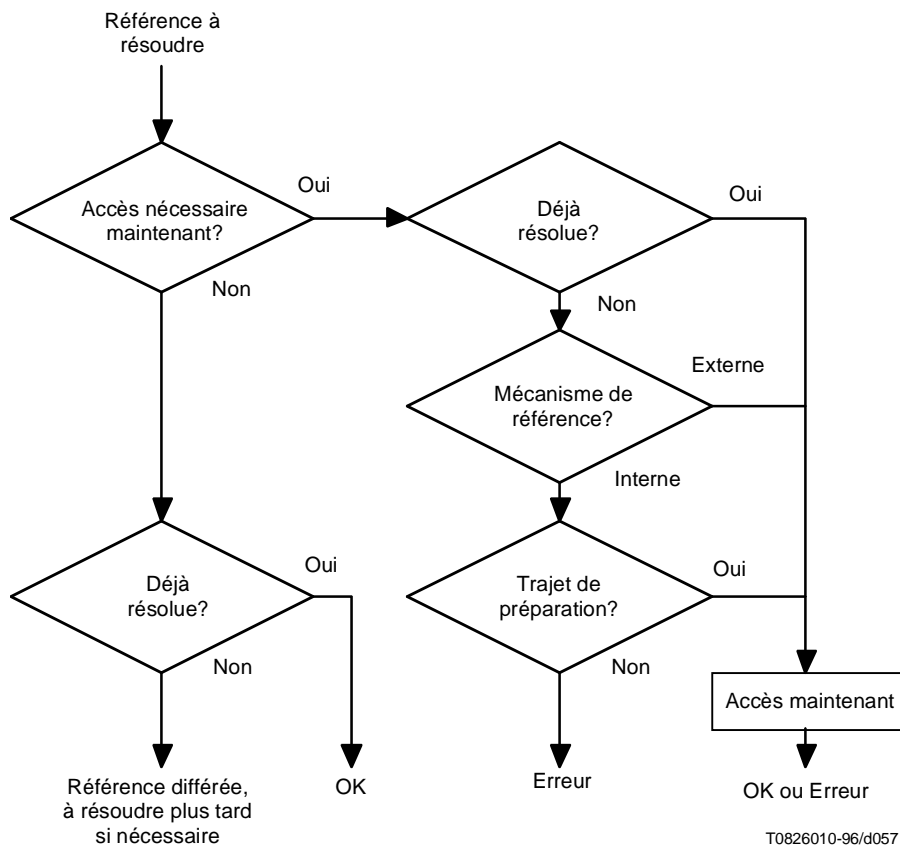 Référence à
résoudre
Oui
Oui
Accès nécessaire
maintenant?
Déjà
résolue?
Non
Non
Externe
Mécanisme de
référence?
Interne
Oui
Oui
Déjà
résolue?
Trajet de
préparation?
Non
Non
Accès maintenant
Référence différée,
à résoudre plus tard
si nécessaire
OK
Erreur
OK ou Erreur
T0826010-96/d057